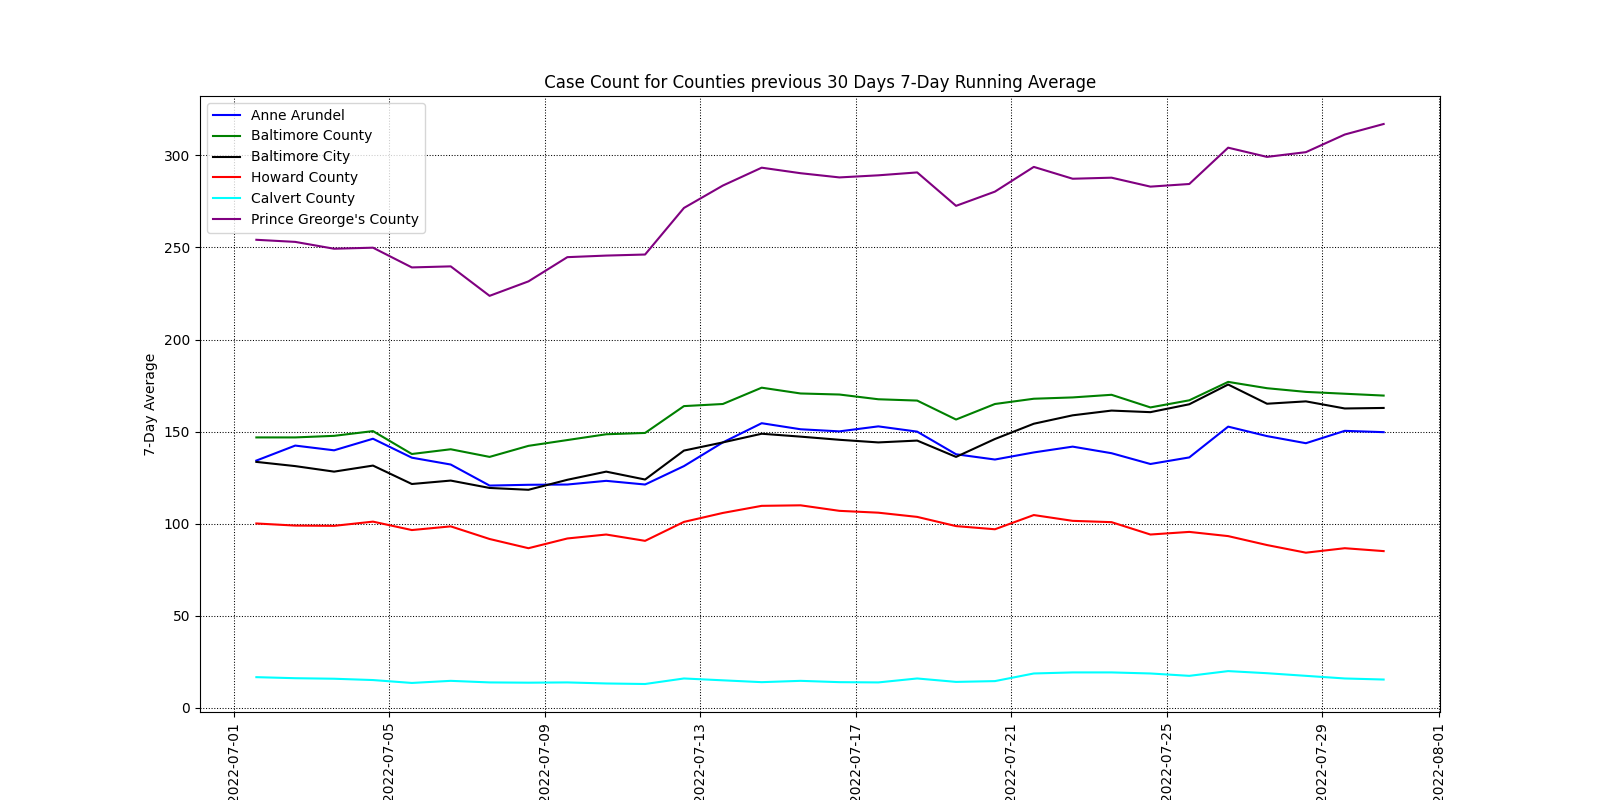 Case Count for Counties previous 30 Days 7-Day Running Average
Anne Arundel
Baltimore County
Baltimore City
Howard County
Calvert County
Prince Greorge's County
300
250
200
150
100
50
0
7-Day Average
2022-07-01
2022-07-05
2022-07-09
2022-07-13
2022-07-17
2022-07-21
2022-07-25
2022-07-29
2022-08-01